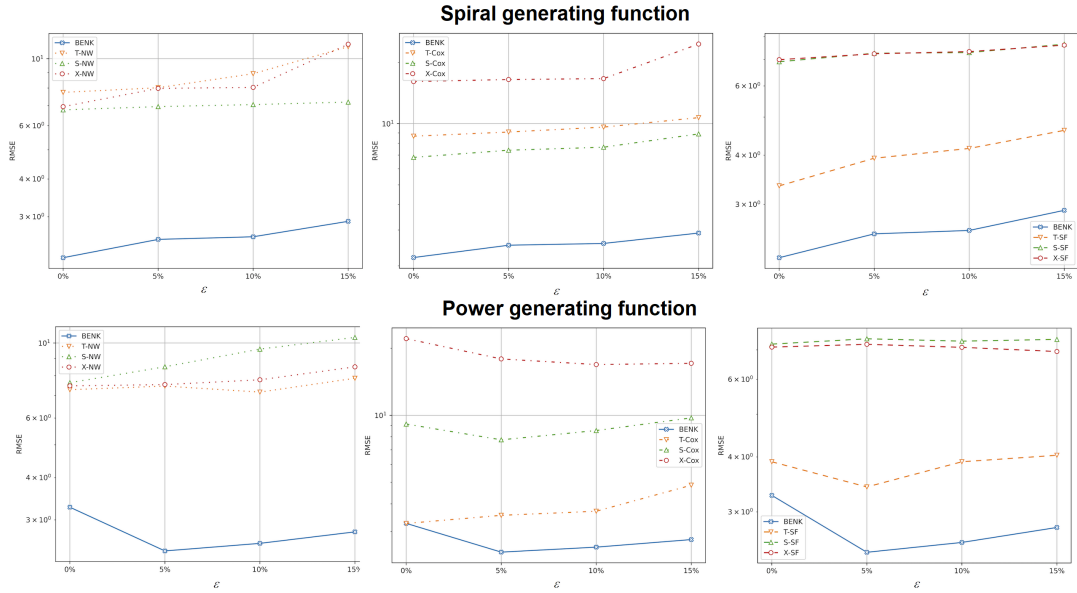 Spiral generating function
BENK
T-NW
S-NW
X-NW
10¹
6 × 10⁰
4 × 10⁰
3 × 10⁰
RMSE
0% 5% 10% 15%
ε
BENK
T-Cox
S-Cox
X-Cox
10¹
RMSE
0% 5% 10% 15%
ε
6 × 10⁰
4 × 10⁰
3 × 10⁰
RMSE
BENK
T-SF
S-SF
X-SF
0% 5% 10% 15%
ε
Power generating function
BENK
T-NW
S-NW
X-NW
10¹
6 × 10⁰
4 × 10⁰
3 × 10⁰
RMSE
0% 5% 10% 15%
ε
10¹
RMSE
BENK
T-Cox
S-Cox
X-Cox
0% 5% 10% 15%
ε
6 × 10⁰
4 × 10⁰
3 × 10⁰
RMSE
BENK
T-SF
S-SF
X-SF
0% 5% 10% 15%
ε